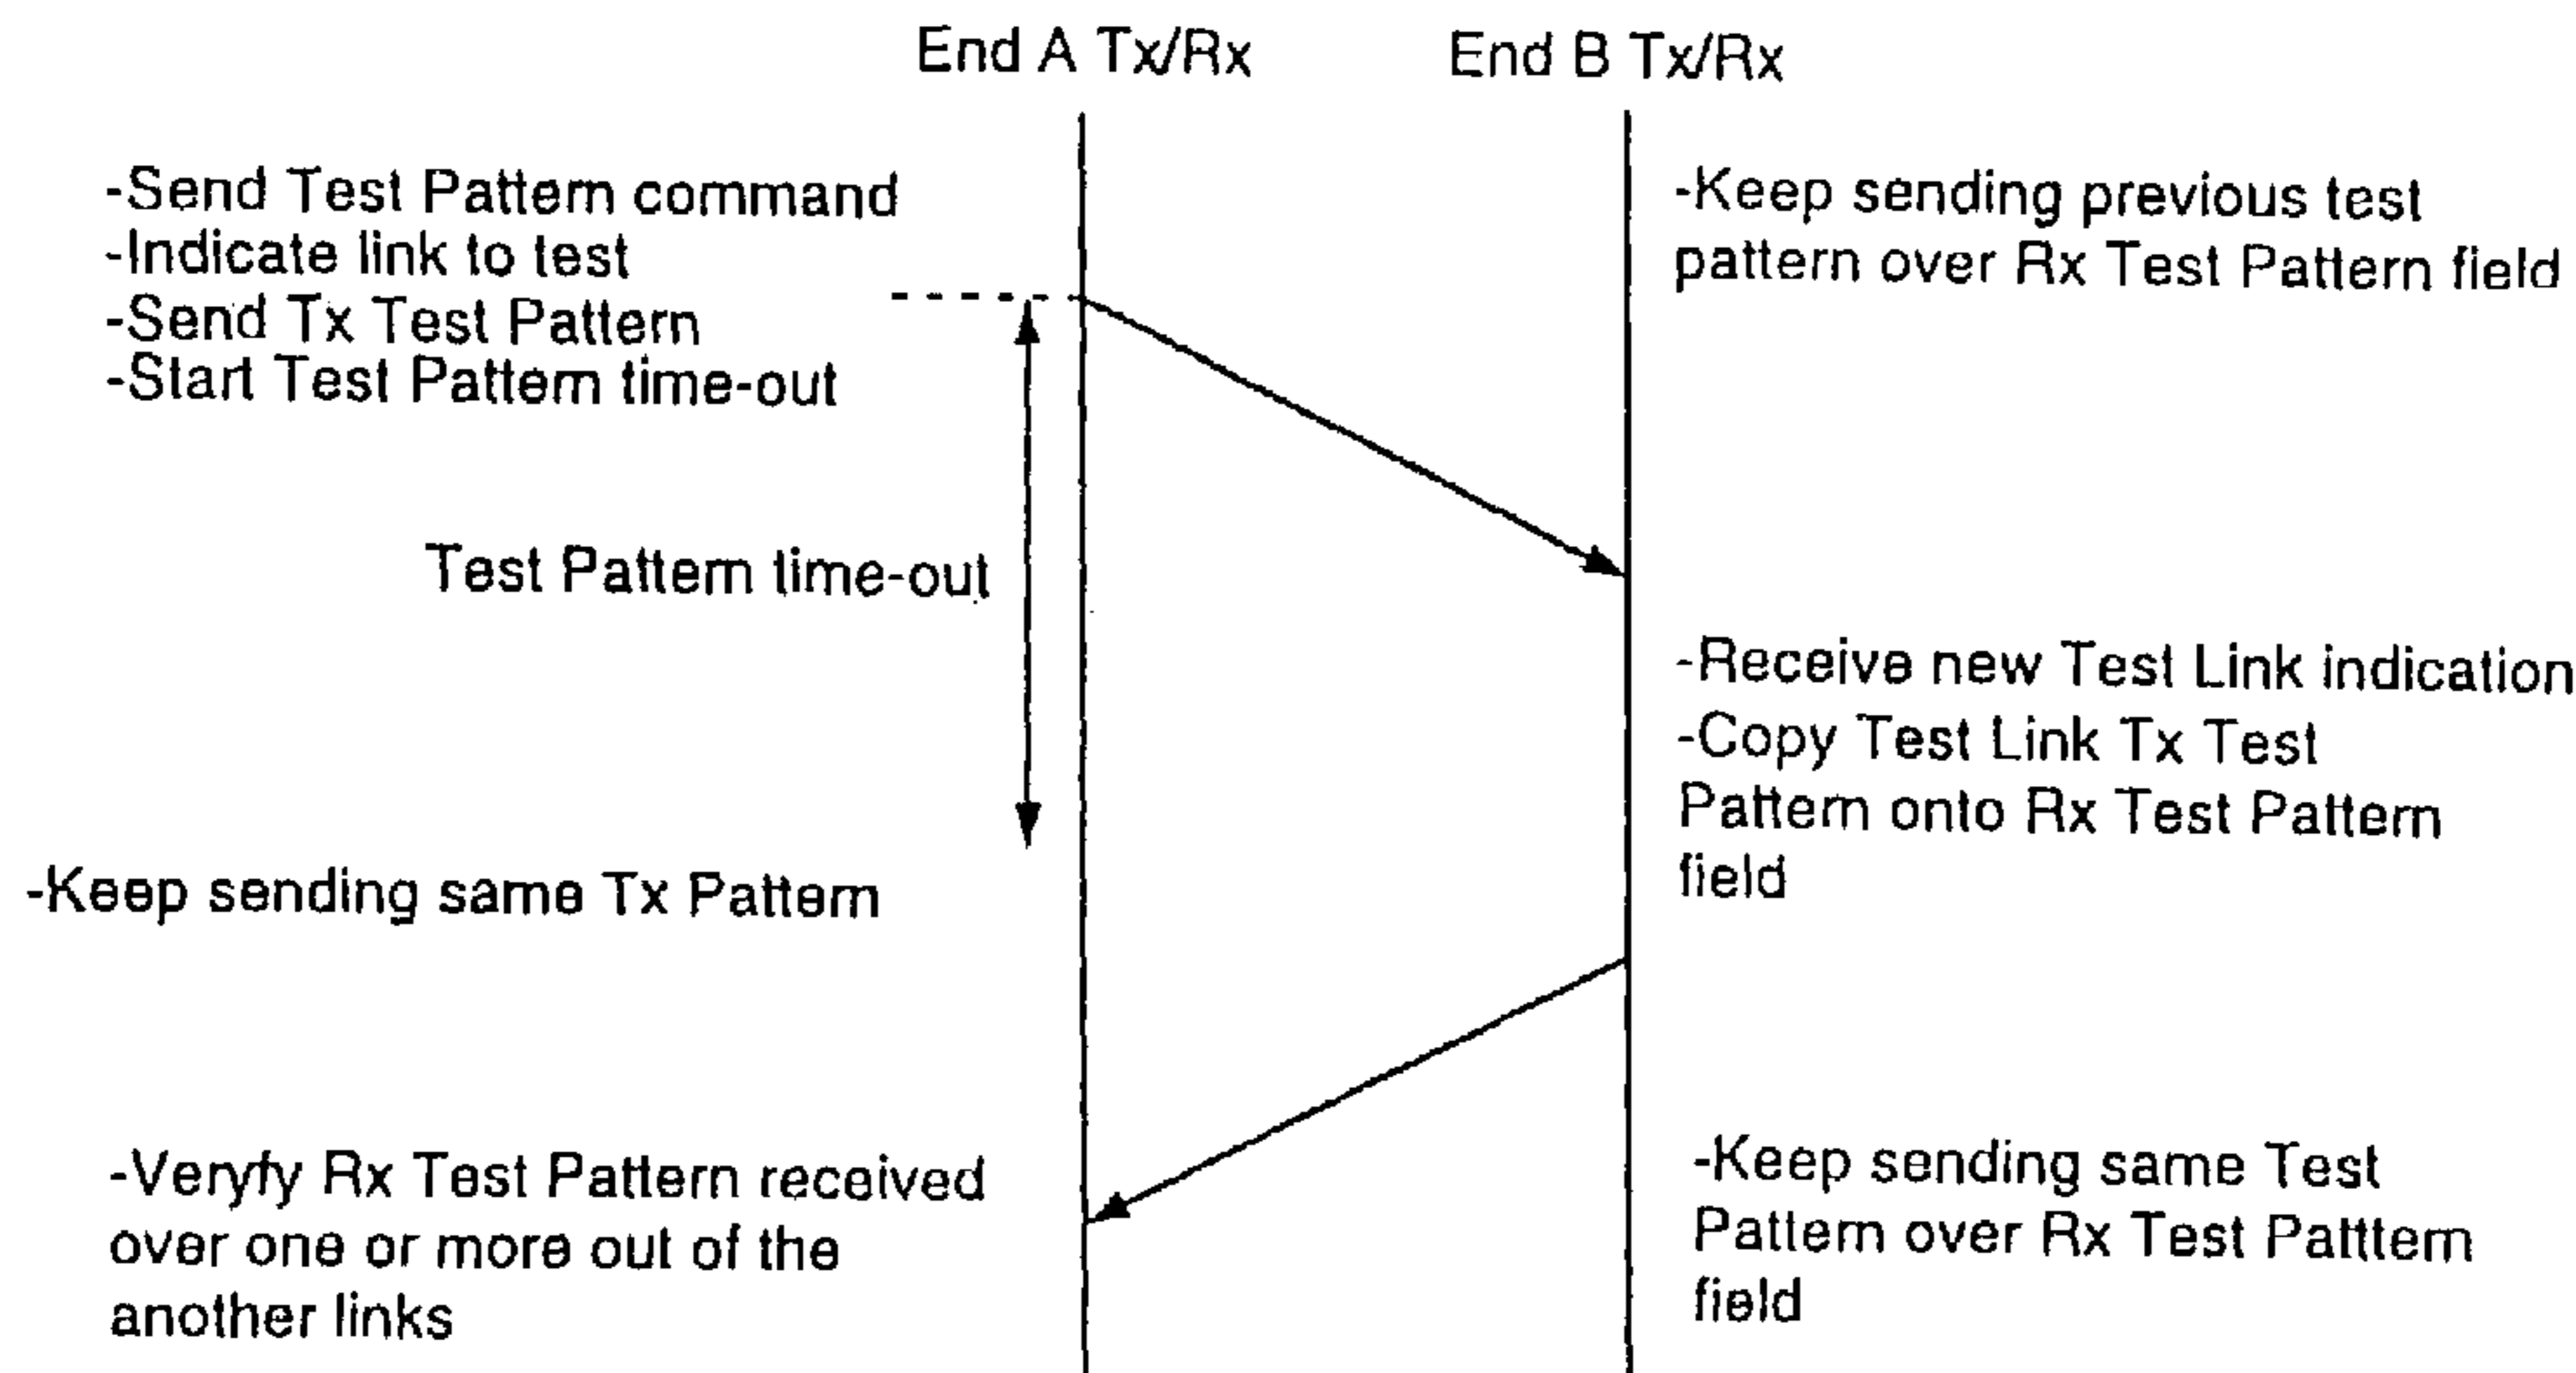 End A Tx/Rx
End B Tx/Rx
-Send Test Pattern command
-Indicate link to test
-Send Tx Test Pattern
-Start Test Pattern time-out
-Keep sending previous test
pattern over Rx Test Pattern field
Test Pattern time-out
-Receive new Test Link indication
-Copy Test Link Tx Test
Pattern onto Rx Test Pattern
field
-Keep sending same Tx Pattern
-Veryfy Rx Test Pattern received
over one or more out of the
another links
-Keep sending same Test
Pattern over Rx Test Patttern
field